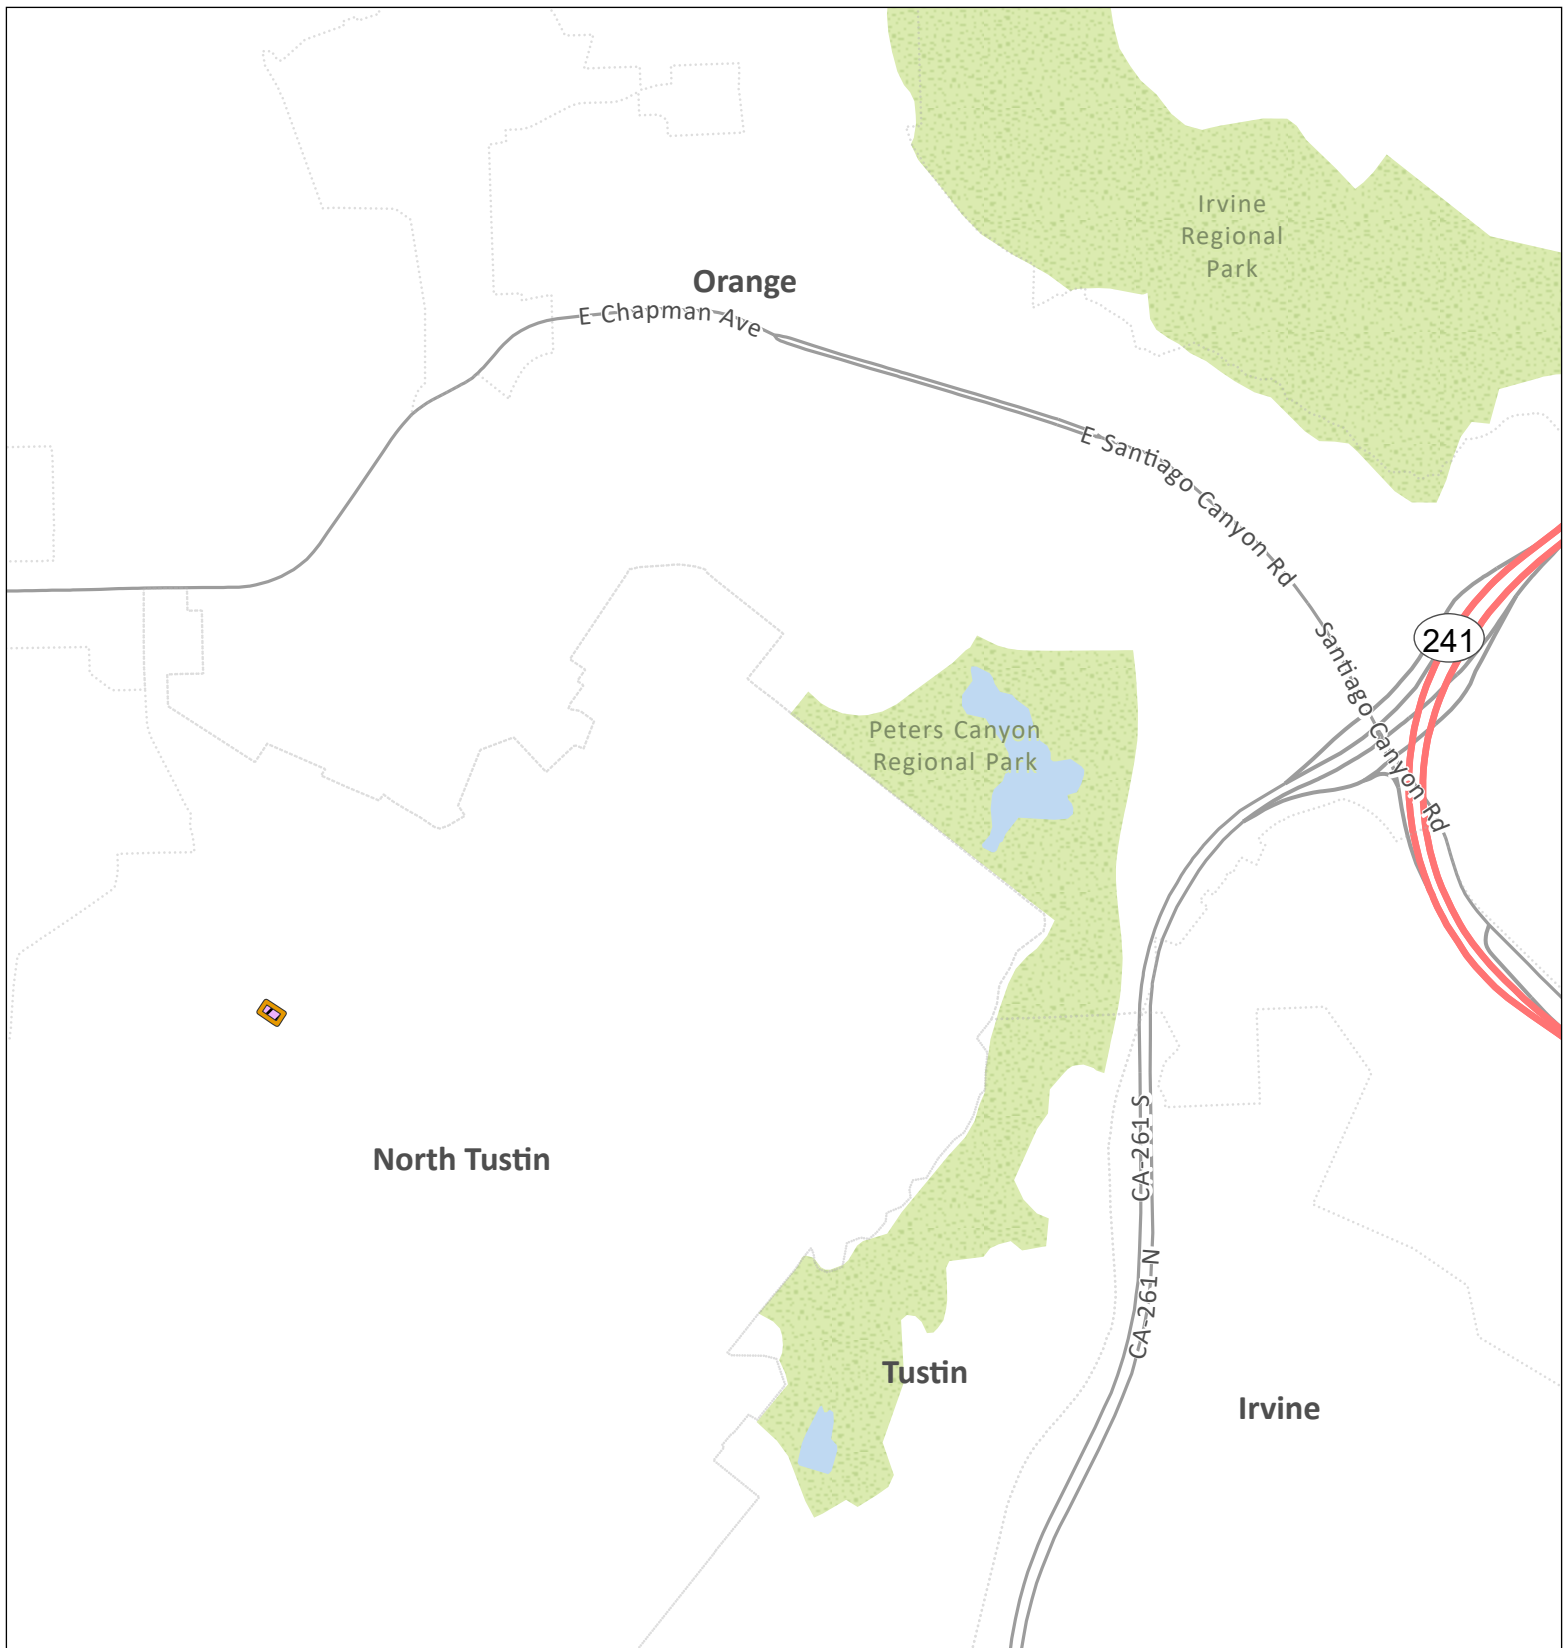 Irvine
Regional
Park
Orange
E Chapman Ave
E Santiago Canyon Rd
241
Santiago Canyon Rd
Peters Canyon
Regional Park
CA-261 S
North Tustin
CA-261 N
Tustin
Irvine